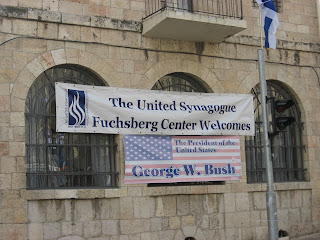 The United Synagogue
Fuchsberg Center Welcomes
The President of the
United States
George W. Bush